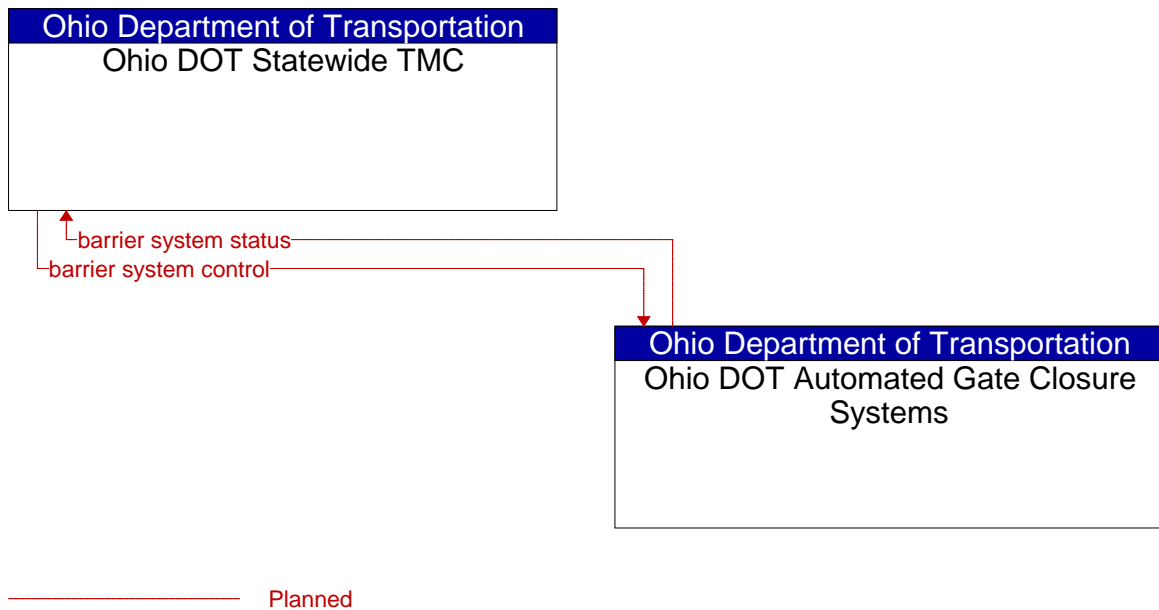 Ohio Department of Transportation
Ohio DOT Statewide TMC
barrier system status
barrier system control
Ohio Department of Transportation
Ohio DOT Automated Gate Closure
Systems
Planned